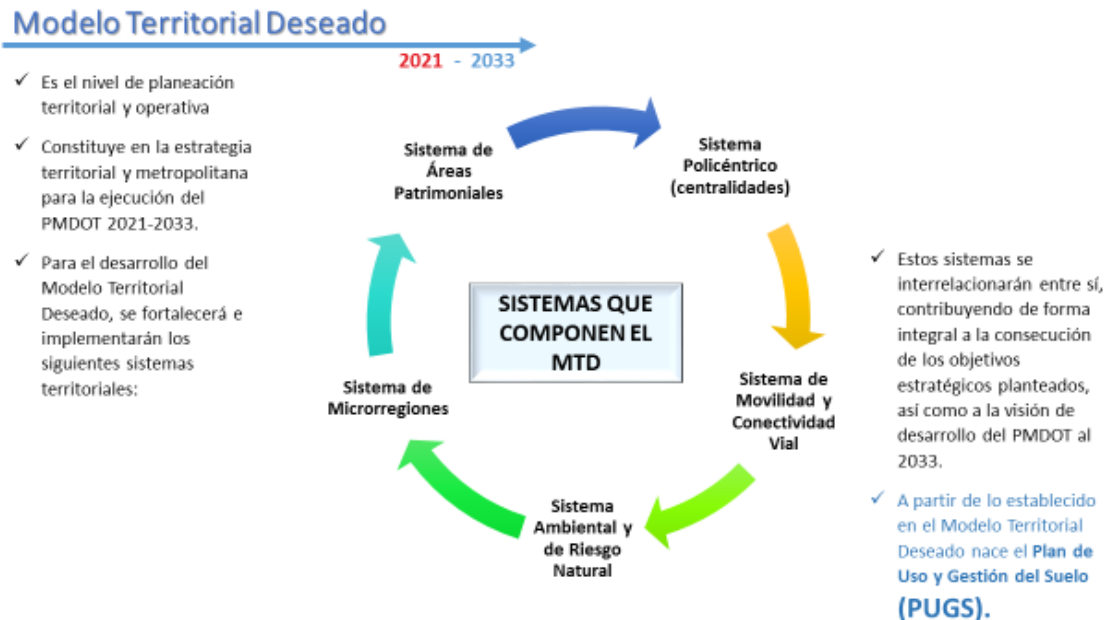 Modelo Territorial Deseado
2021 - 2033
✓ Es el nivel de planeación
territorial y operativa
✓ Constituye en la estrategia
territorial y metropolitana
para la ejecución del
PMDOT 2021-2033.
✓ Para el desarrollo del
Modelo Territorial
Deseado, se fortalecerá e
implementarán los
siguientes sistemas
territoriales:
Sistema de
Áreas
Patrimoniales
Sistema
Policéntrico
(centralidades)
SISTEMAS QUE
COMPONEN EL
MTD
Sistema de
Movilidad y
Conectividad
Vial
Sistema
Ambiental y
de Riesgo
Natural
Sistema de
Microrregiones
✓ Estos sistemas se
interrelacionarán entre sí,
contribuyendo de forma
integral a la consecución
de los objetivos
estratégicos planteados,
así como a la visión de
desarrollo del PMDOT al
2033.
✓ A partir de lo establecido
en el Modelo Territorial
Deseado nace el Plan de
Uso y Gestión del Suelo
(PUGS).